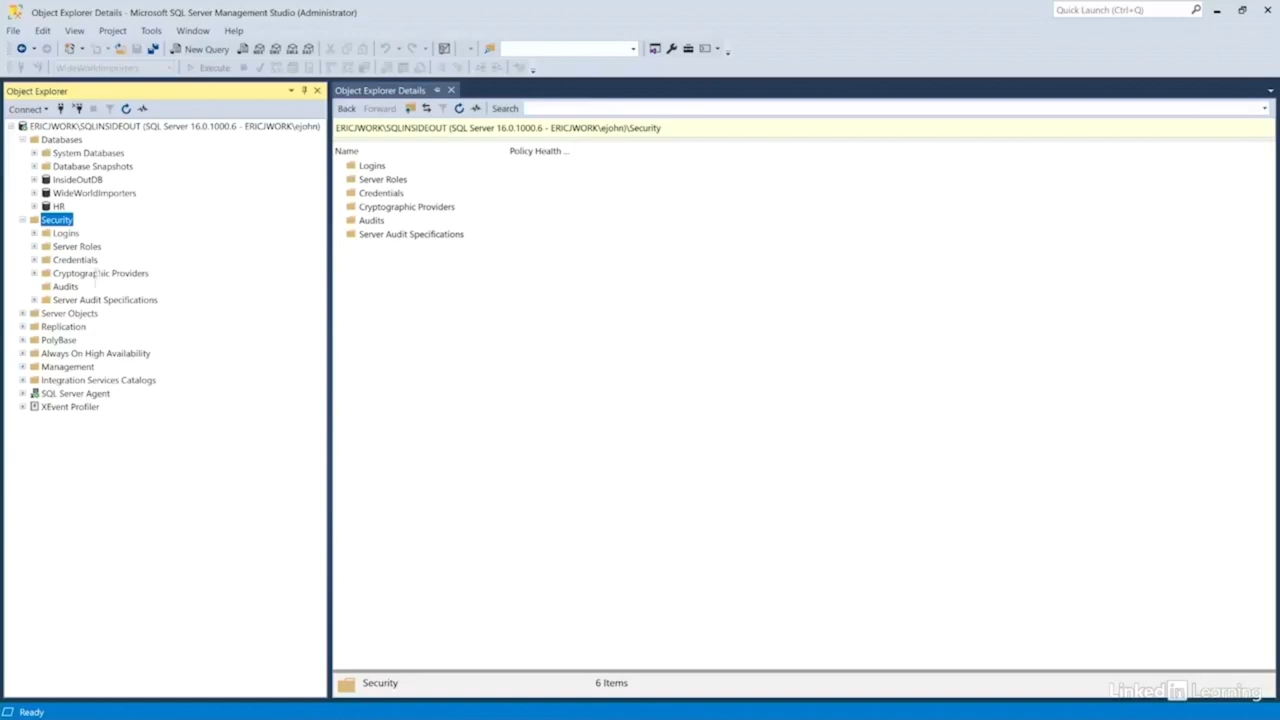 Object Explorer Details - Microsoft SQL Server Management Studio (Administrator)
Quick Launch (Ctrl+Q)
File Edit View Project Tools Window Help
New Query
WideWorldImporters Execute
Object Explorer
Connect
ERICJWORK\SQLINSIDEOUT (SQL Server 16.0.1000.6 - ERICJWORK\ejohn)
Databases
System Databases
Database Snapshots
InsideOutDB
WideWorldImporters
HR
Security
Logins
Server Roles
Credentials
Cryptographic Providers
Audits
Server Audit Specifications
Server Objects
Replication
PolyBase
Always On High Availability
Management
Integration Services Catalogs
SQL Server Agent
XEvent Profiler
Object Explorer Details
Back Forward Search
ERICJWORK\SQLINSIDEOUT (SQL Server 16.0.1000.6 - ERICJWORK\ejohn)\Security
Name Policy Health ...
Logins
Server Roles
Credentials
Cryptographic Providers
Audits
Server Audit Specifications
Security 6 Items
Linked in Learning
Ready